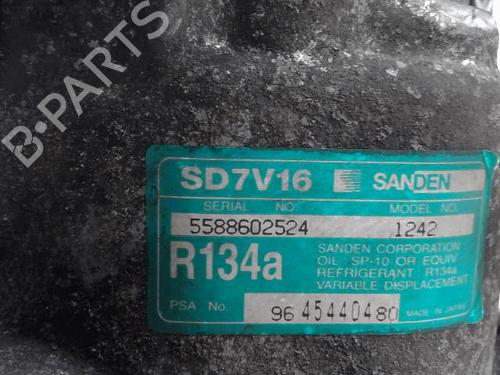 B-PARTS
SD7V16 SANDEN
SERIAL NO. MODEL NO.
5588602524 1242
R134a
SANDEN CORPORATION
OIL SP-10 OR EQUIV.
REFRIGERANT R134a
VARIABLE DISPLACEMENT
MADE IN JAPAN
PSA No. 96 45440480